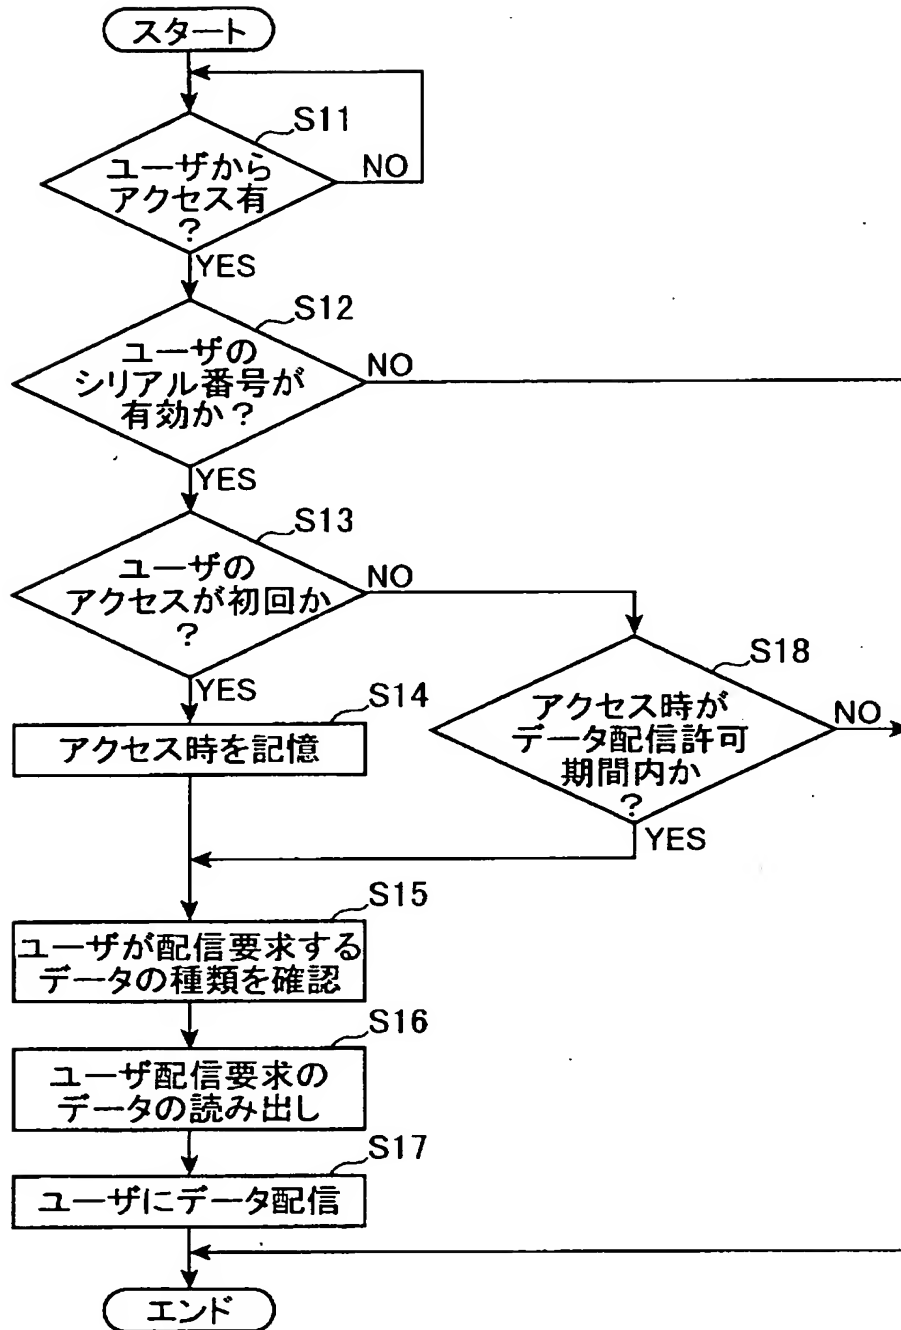 スタート
S11
ユーザから
アクセス有
?
NO
YES
S12
ユーザの
シリアル番号が
有効か?
NO
YES
S13
ユーザの
アクセスが初回か
?
NO
YES
S18
アクセス時が
データ配信許可
期間内か
?
NO
YES
S14
アクセス時を記憶
S15
ユーザが配信要求する
データの種類を確認
S16
ユーザ配信要求の
データの読み出し
S17
ユーザにデータ配信
エンド